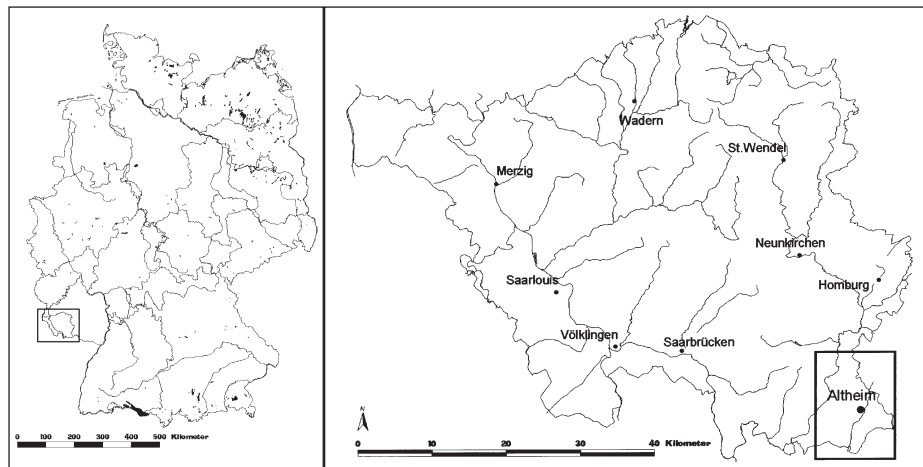 0 100 200 300 400 500 Kilometer
Wadern
St.Wendel
Merzig
Neunkirchen
Saarlouis
Homburg
Völklingen
Saarbrücken
Altheim
N
0 10 20 30 40 Kilometer